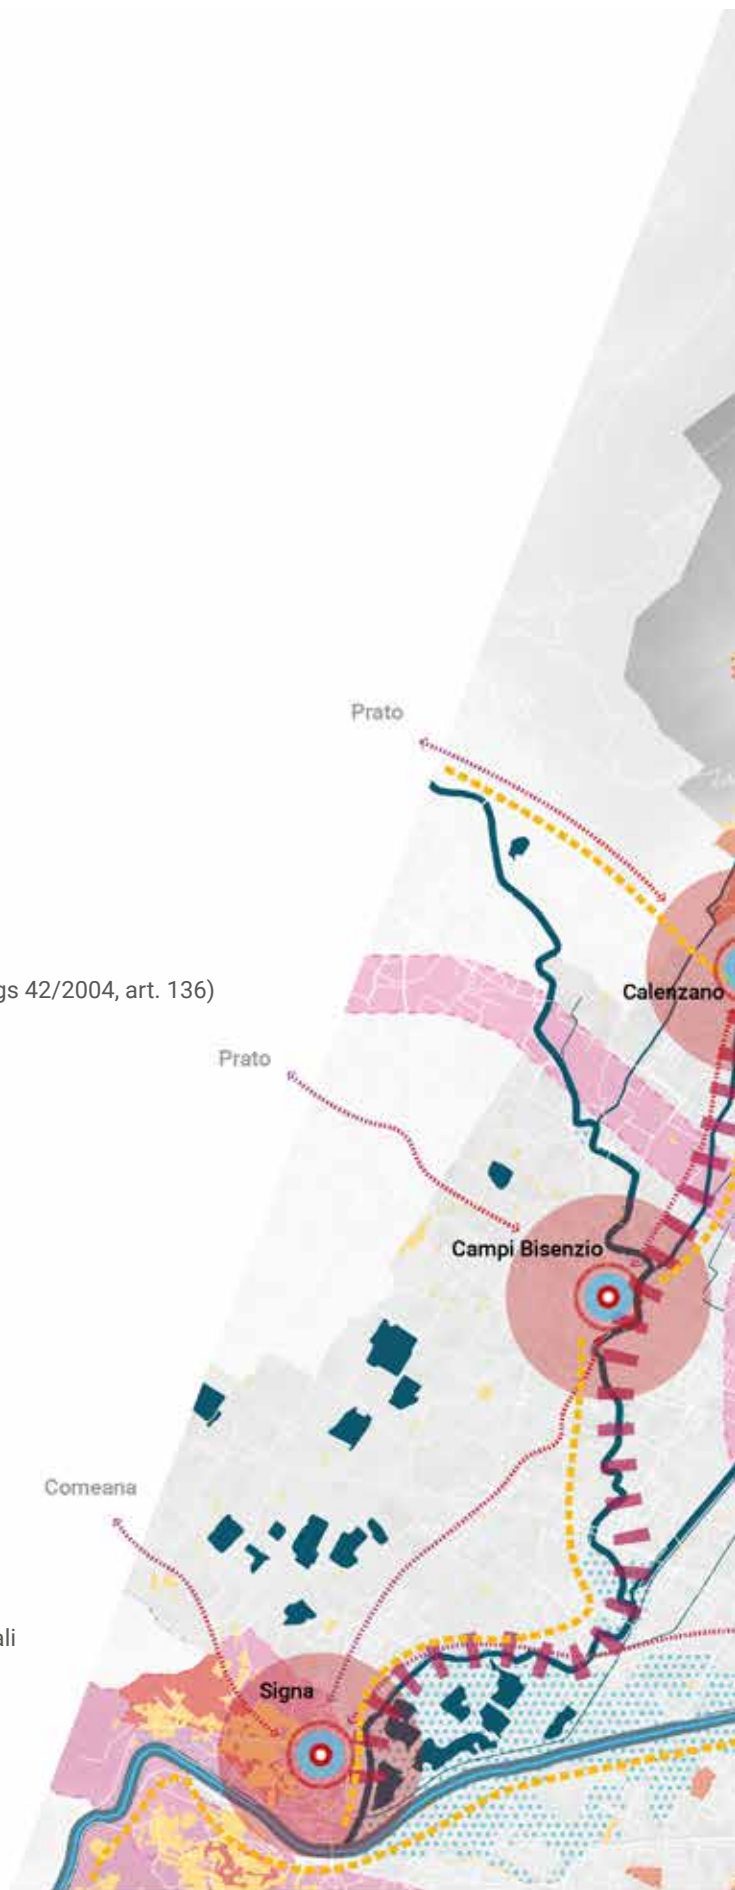 Prato
gs 42/2004, art. 136)
Calenzano
Prato
Campi Bisenzio
Comeana
ali
Signa